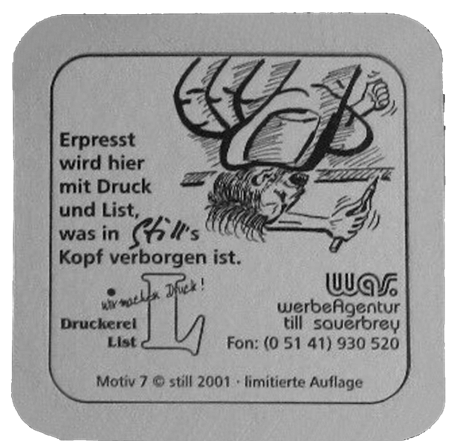 Erpresst
wird hier
mit Druck
und List,
was in Still's
Kopf verborgen ist.
wir machen Druck!
Druckerei
List
L
was.
werbeAgentur
till sauerbrey
Fon: (0 51 41) 930 520
Motiv 7 © still 2001 · limitierte Auflage